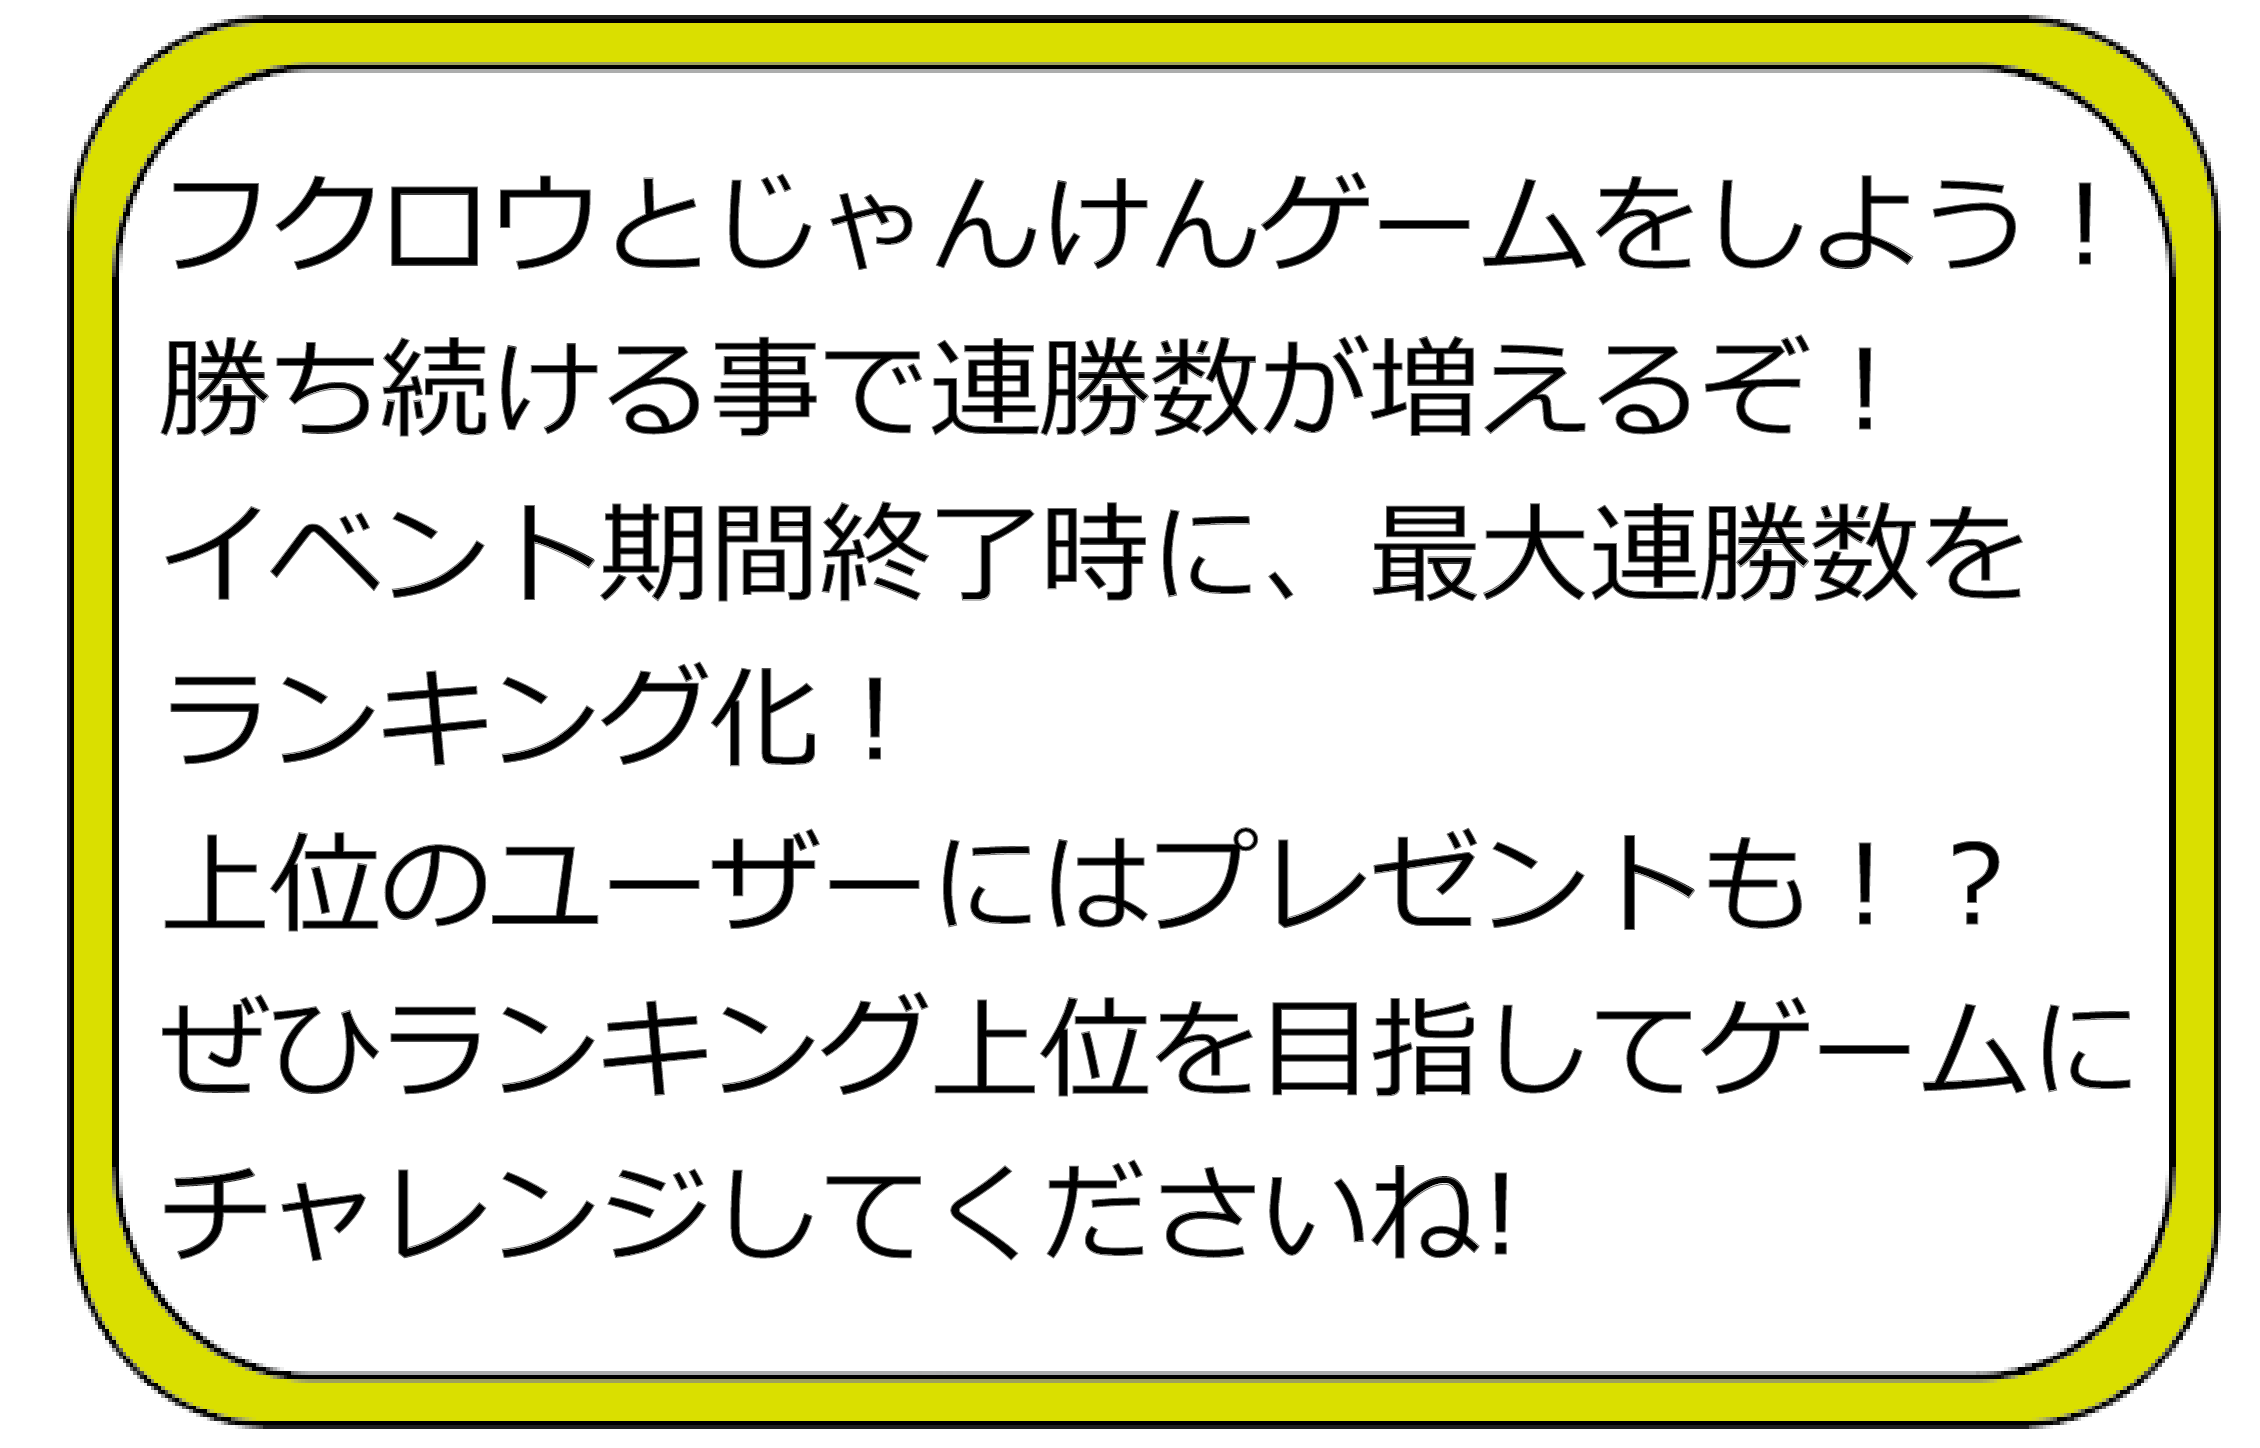 フクロウとじゃんけんゲームをしよう！
勝ち続ける事で連勝数が増えるぞ！
イベント期間終了時に、最大連勝数を
ランキング化！
上位のユーザーにはプレゼントも！？
ぜひランキング上位を目指してゲームに
チャレンジしてくださいね!